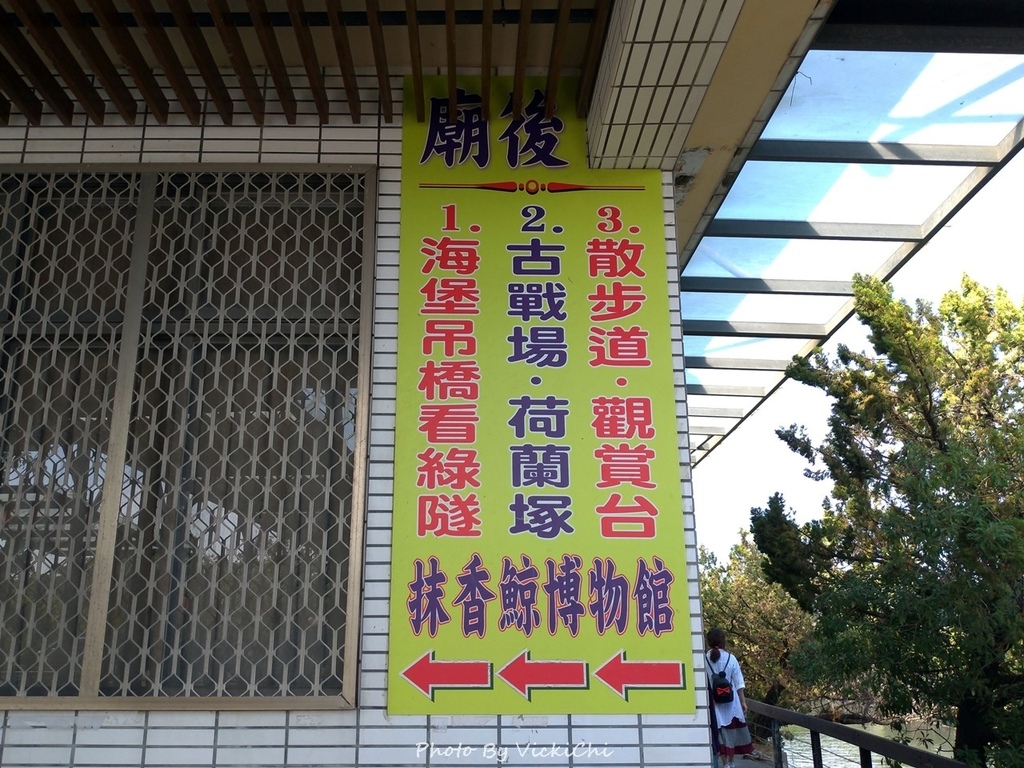 廟後
1.海堡吊橋看綠隧
2.古戰場·荷蘭塚
3.散步道·觀賞台
抹香鯨博物館
Photo By VickiChi